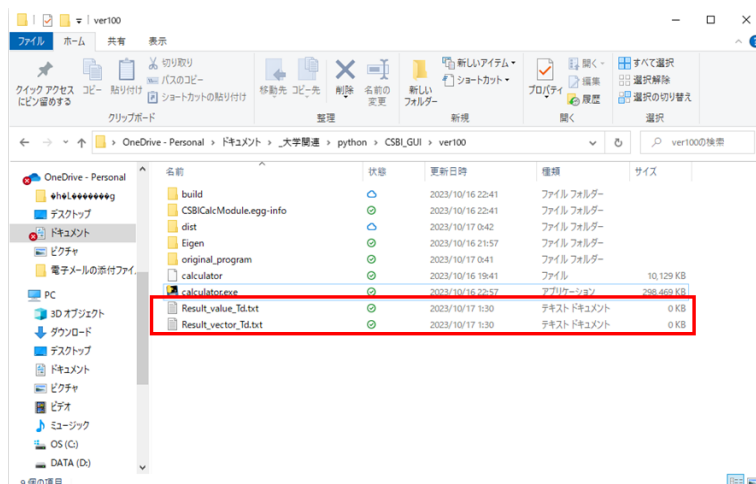 ver100
ファイル ホーム 共有 表示
クイック アクセス
にピン留めする
コピー 貼り付け
切り取り
パスのコピー
ショートカットの貼り付け
クリップボード
移動先 コピー先 削除 名前の
変更
整理
新しい
フォルダー
新しいアイテム
ショートカット
新規
プロパティ
開く
編集
履歴
開く
すべて選択
選択解除
選択の切り替え
選択
OneDrive - Personal > ドキュメント > _大学関連 > python > CSBI_GUI > ver100
ver100の検索
名前 状態 更新日時 種類 サイズ
build 2023/10/16 22:41 ファイル フォルダー
CSBICalcModule.egg-info 2023/10/16 22:41 ファイル フォルダー
dist 2023/10/17 0:42 ファイル フォルダー
Eigen 2023/10/16 21:57 ファイル フォルダー
original_program 2023/10/17 0:41 ファイル フォルダー
calculator 2023/10/16 19:41 ファイル 10,129 KB
calculator.exe 2023/10/16 22:57 アプリケーション 298,469 KB
Result_value_Td.txt 2023/10/17 1:30 テキスト ドキュメント 0 KB
Result_vector_Td.txt 2023/10/17 1:30 テキスト ドキュメント 0 KB
OneDrive - Personal
デスクトップ
ドキュメント
ピクチャ
電子メールの添付ファイ
PC
3D オブジェクト
ダウンロード
デスクトップ
ドキュメント
ピクチャ
ビデオ
ミュージック
OS (C:)
DATA (D:)
9 個の項目